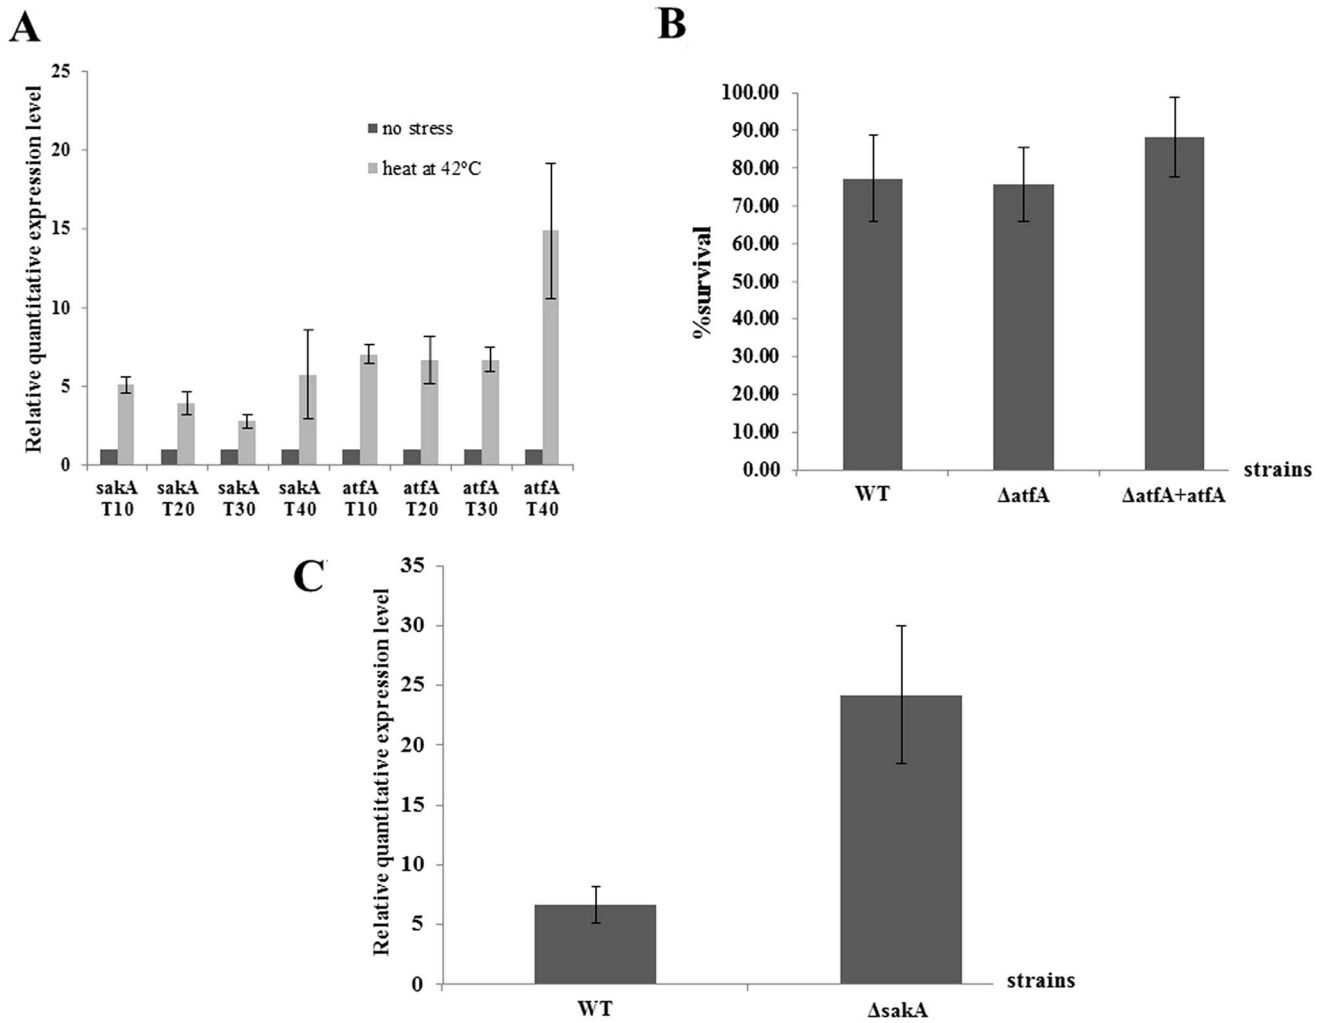 A
Relative quantitative expression level
25
20
15
10
5
0
no stress
heat at 42°C
sakA T10
sakA T20
sakA T30
sakA T40
atfA T10
atfA T20
atfA T30
atfA T40
B
%survival
100.00
90.00
80.00
70.00
60.00
50.00
40.00
30.00
20.00
10.00
0.00
WT
ΔatfA
ΔatfA+atfA
strains
C
Relative quantitative expression level
35
30
25
20
15
10
5
0
WT
ΔsakA
strains